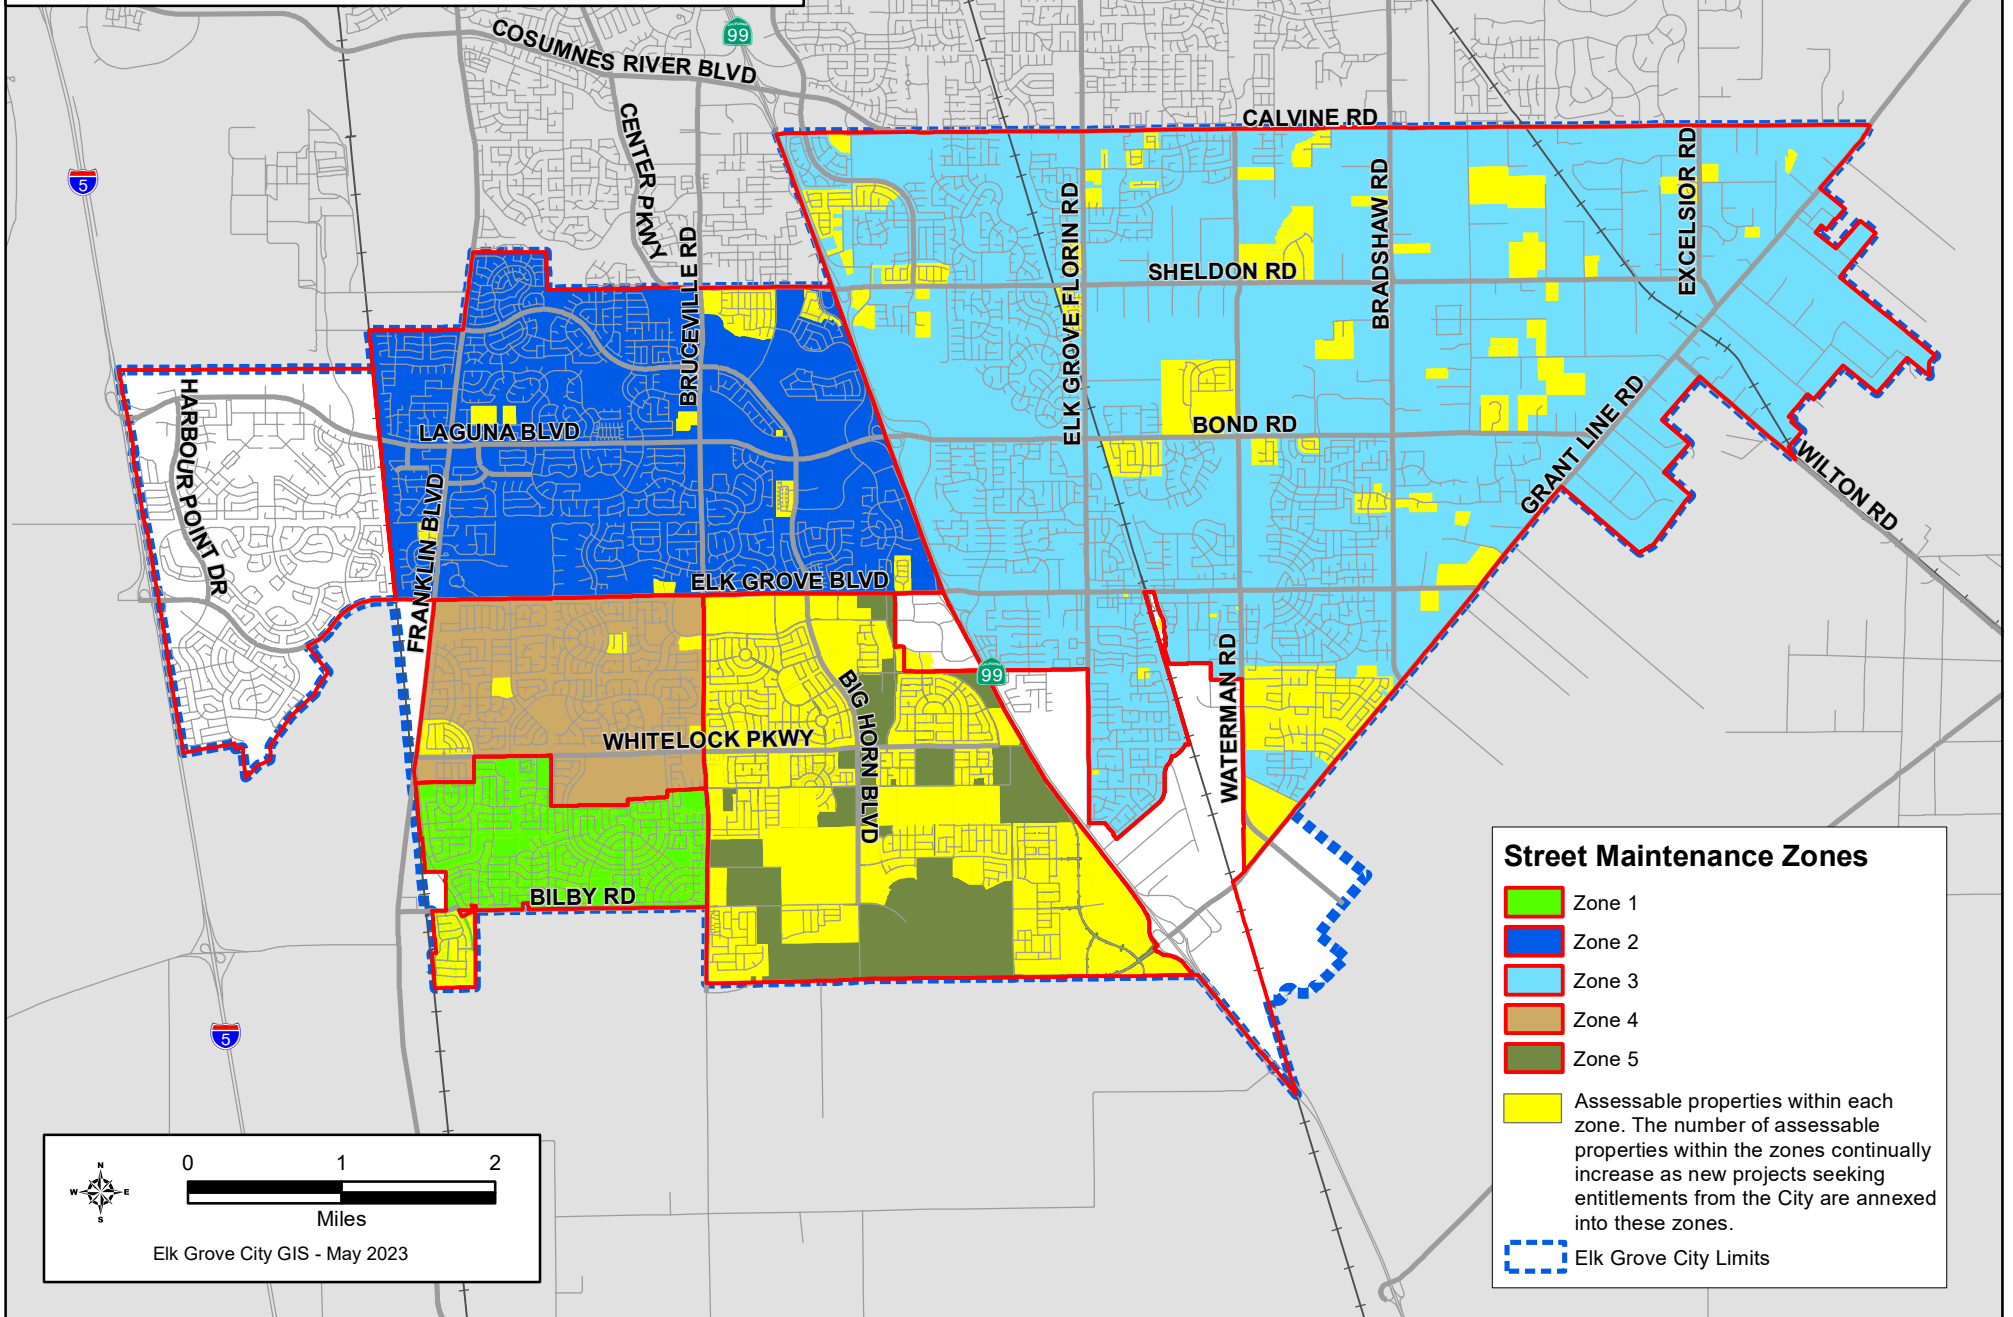 COSUMNES RIVER BLVD
CALIFORNIA
99
CENTER PKWY
CALVINE RD
5
EXCELSIOR RD
BRADSHAW RD
ELK GROVE FLORIN RD
BRUCEVILLE RD
SHELDON RD
HARBOUR POINT DR
LAGUNA BLVD
BOND RD
GRANT LINE RD
WILTON RD
FRANKLIN BLVD
ELK GROVE BLVD
WATERMAN RD
CALIFORNIA
99
BIG HORN BLVD
WHITELOCK PKWY
BILBY RD
5
Street Maintenance Zones
Zone 1
Zone 2
Zone 3
Zone 4
Zone 5
Assessable properties within each
zone. The number of assessable
properties within the zones continually
increase as new projects seeking
entitlements from the City are annexed
into these zones.
Elk Grove City Limits
N
W E
S
0 1 2
Miles
Elk Grove City GIS - May 2023